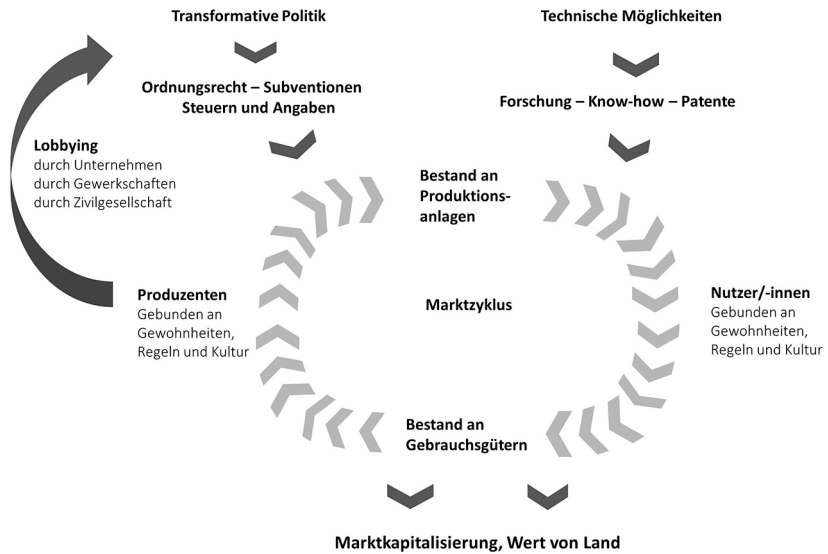 Transformative Politik
Technische Möglichkeiten
Ordnungsrecht – Subventionen
Steuern und Angaben
Forschung – Know-how – Patente
Lobbying
durch Unternehmen
durch Gewerkschaften
durch Zivilgesellschaft
Bestand an
Produktions-
anlagen
Produzenten
Gebunden an
Gewohnheiten,
Regeln und Kultur
Marktzyklus
Nutzer/-innen
Gebunden an
Gewohnheiten,
Regeln und Kultur
Bestand an
Gebrauchsgütern
Marktkapitalisierung, Wert von Land